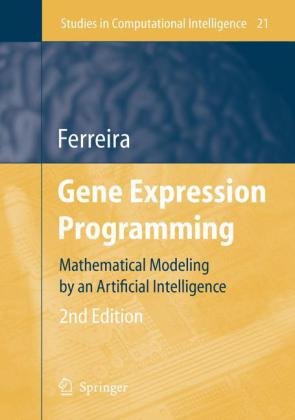 Studies in Computational Intelligence 21
Ferreira
Gene Expression
Programming
Mathematical Modeling
by an Artificial Intelligence
2nd Edition
Springer